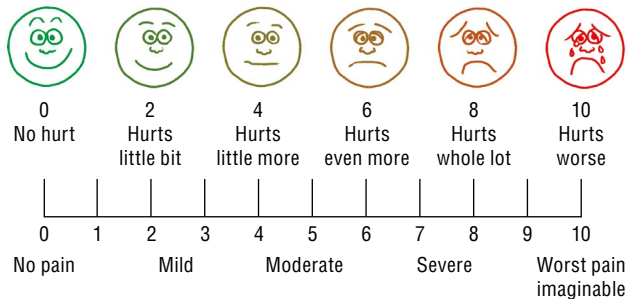 0 2 4 6 8 10
No hurt Hurts Hurts Hurts Hurts Hurts
little bit little more even more whole lot worse
0 1 2 3 4 5 6 7 8 9 10
No pain Mild Moderate Severe Worst pain
imaginable